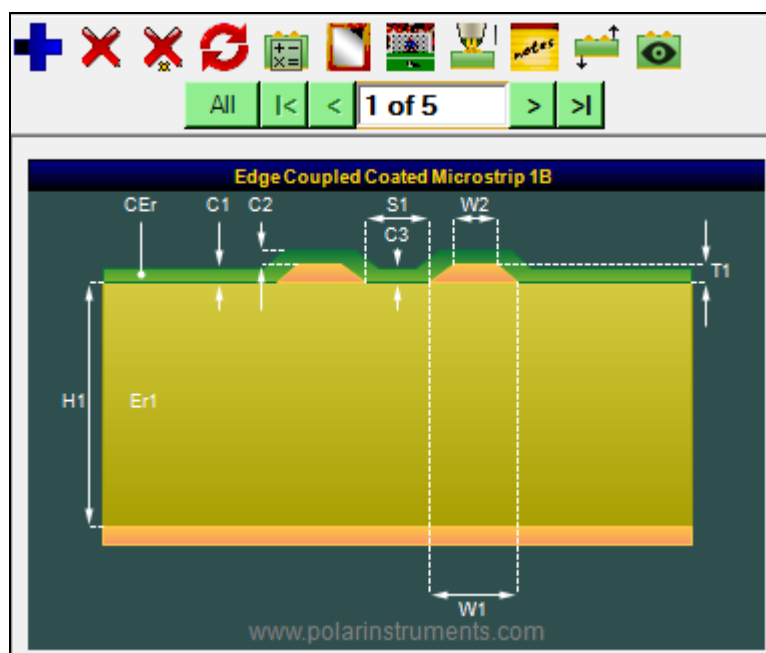 notes
All |< < 1 of 5 > >|
Edge Coupled Coated Microstrip 1B
CEr C1 C2 S1 W2
C3
T1
H1 Er1
W1
www.polarinstruments.com